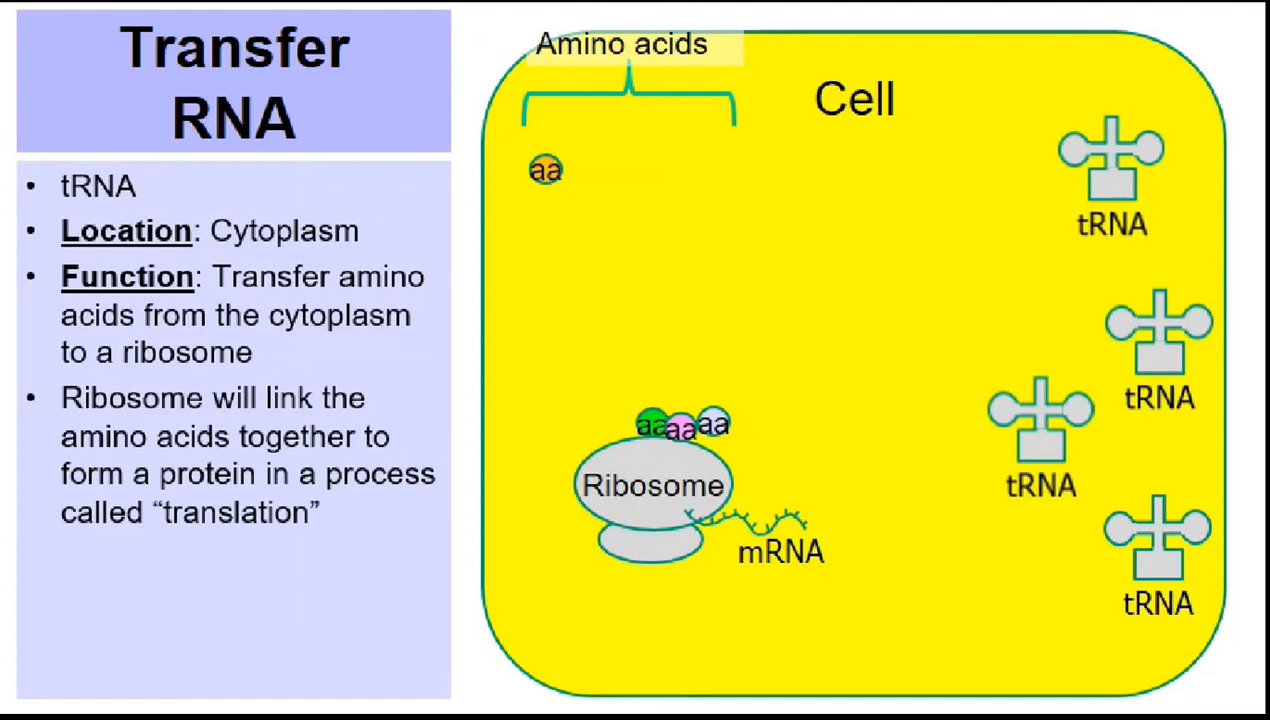 Transfer
RNA
• tRNA
• Location: Cytoplasm
• Function: Transfer amino
acids from the cytoplasm
to a ribosome
• Ribosome will link the
amino acids together to
form a protein in a process
called “translation”
Amino acids
Cell
aa
tRNA
tRNA
tRNA
tRNA
aa aa aa
Ribosome
mRNA